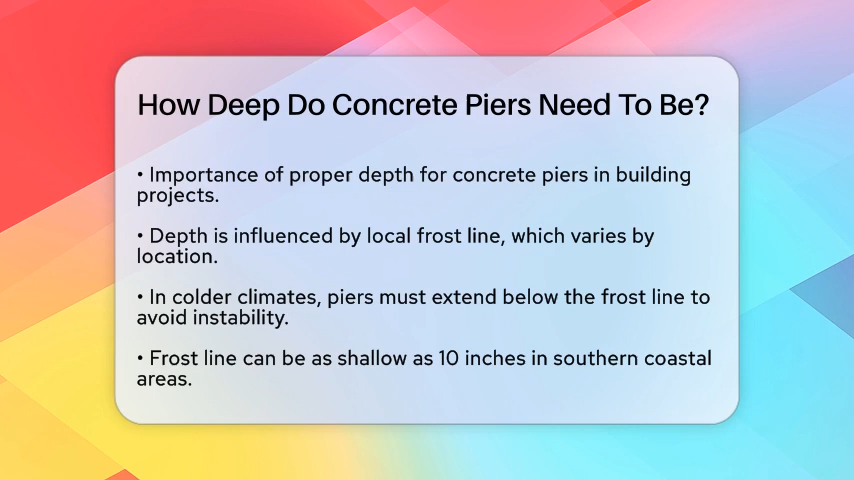 How Deep Do Concrete Piers Need To Be?
• Importance of proper depth for concrete piers in building
projects.
• Depth is influenced by local frost line, which varies by
location.
• In colder climates, piers must extend below the frost line to
avoid instability.
• Frost line can be as shallow as 10 inches in southern coastal
areas.